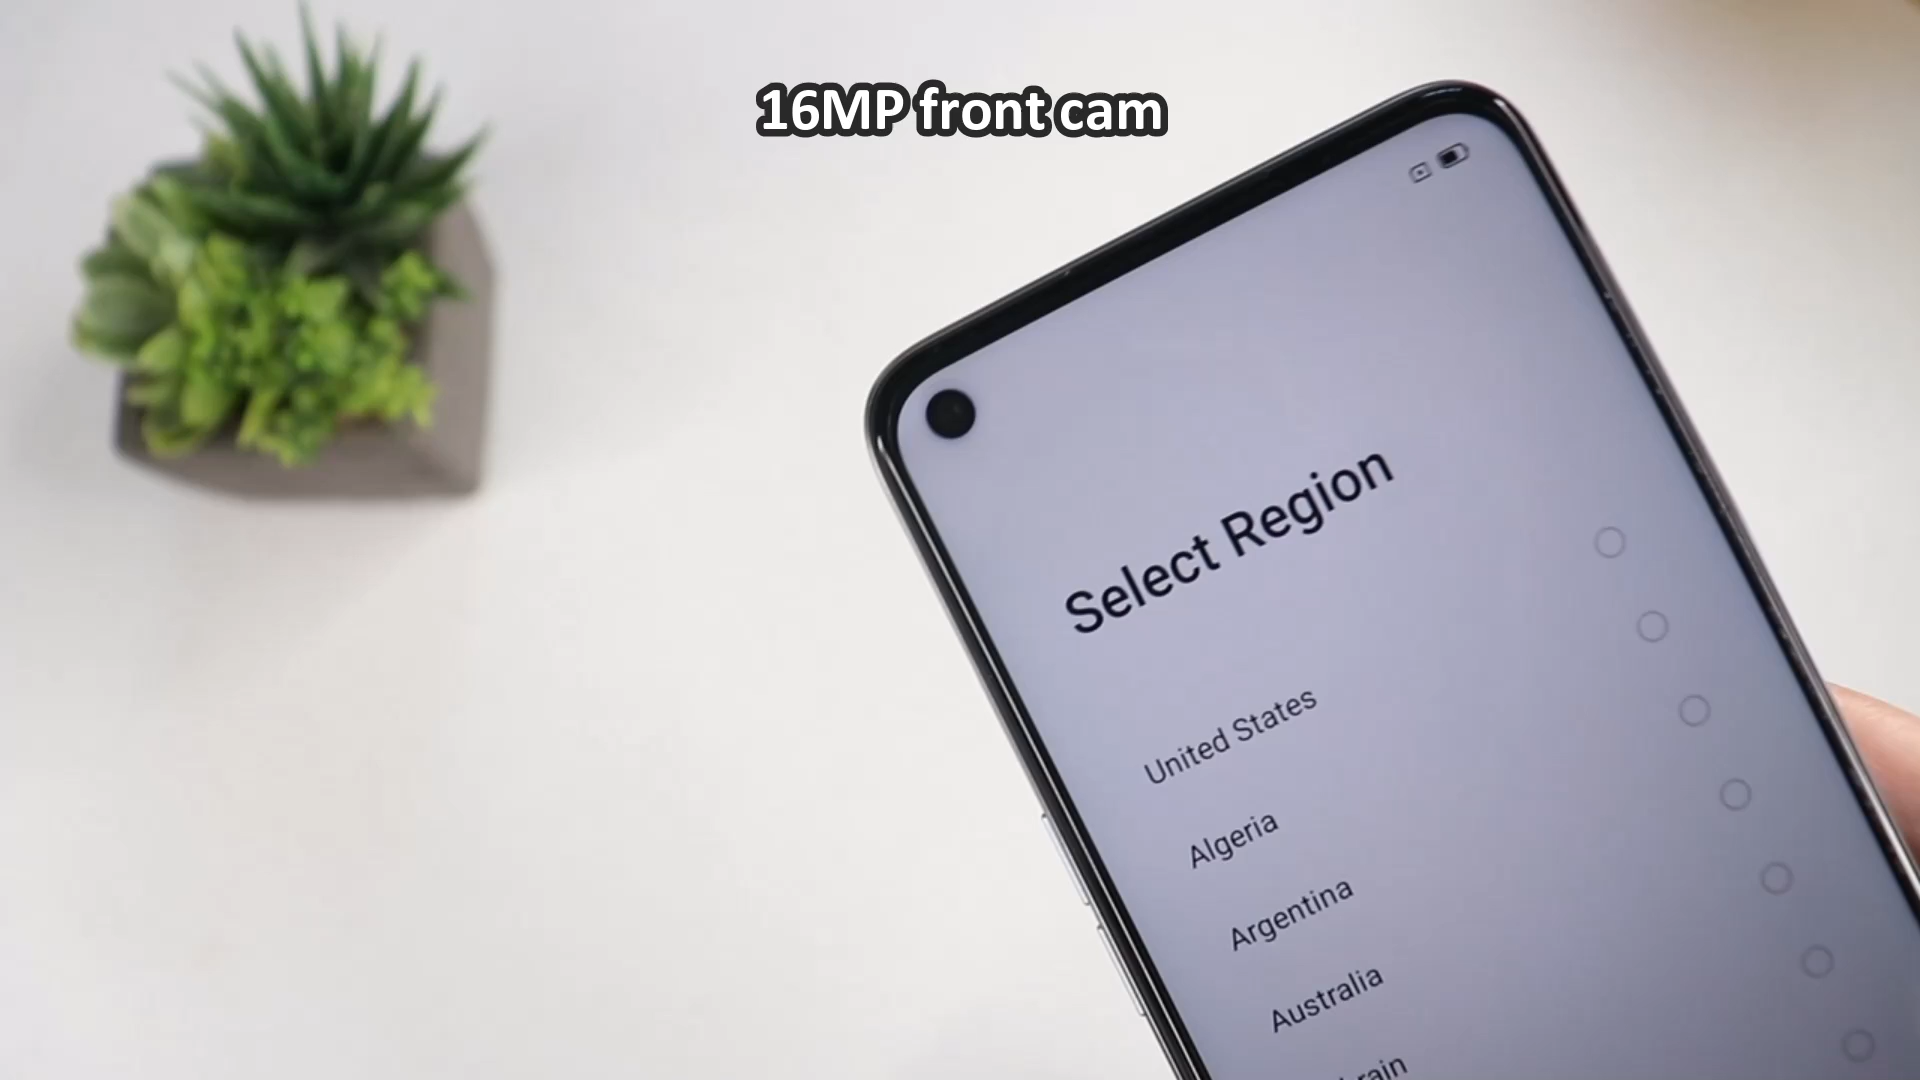 16MP front cam
Select Region
United States
Algeria
Argentina
Australia